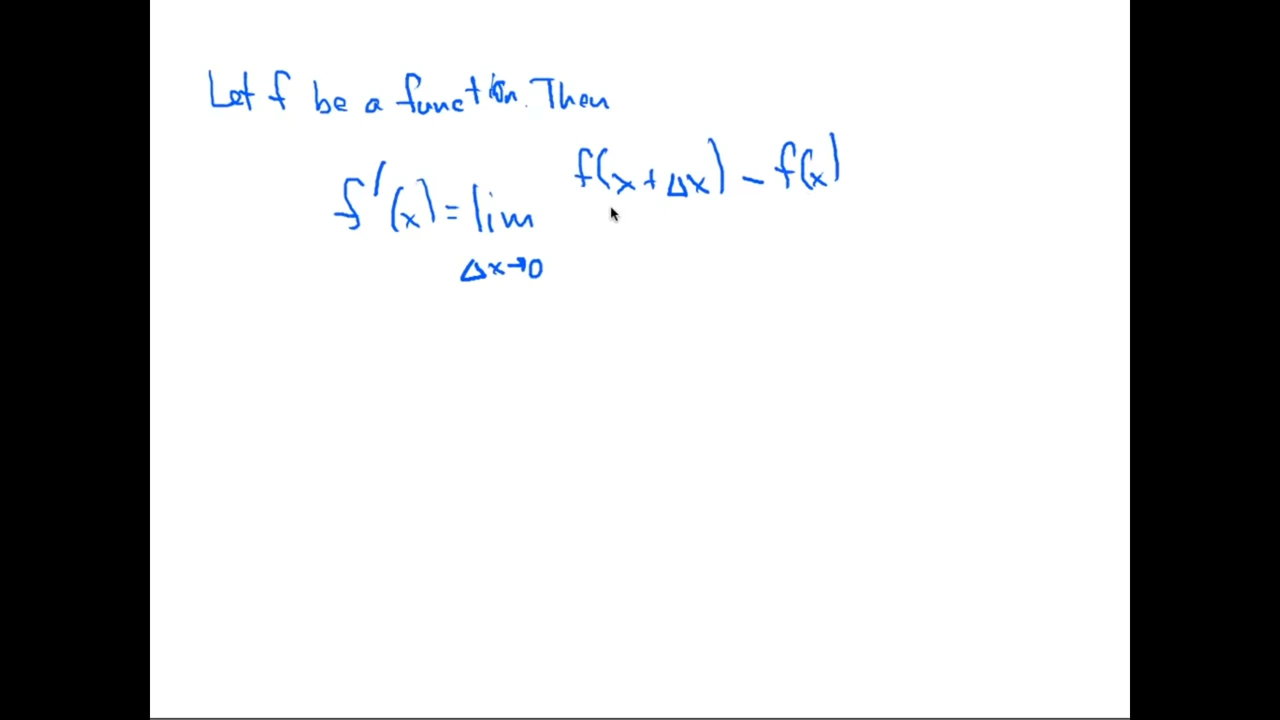 Let f be a function. Then
f'(x) = lim f(x + Δx) - f(x)
Δx→0